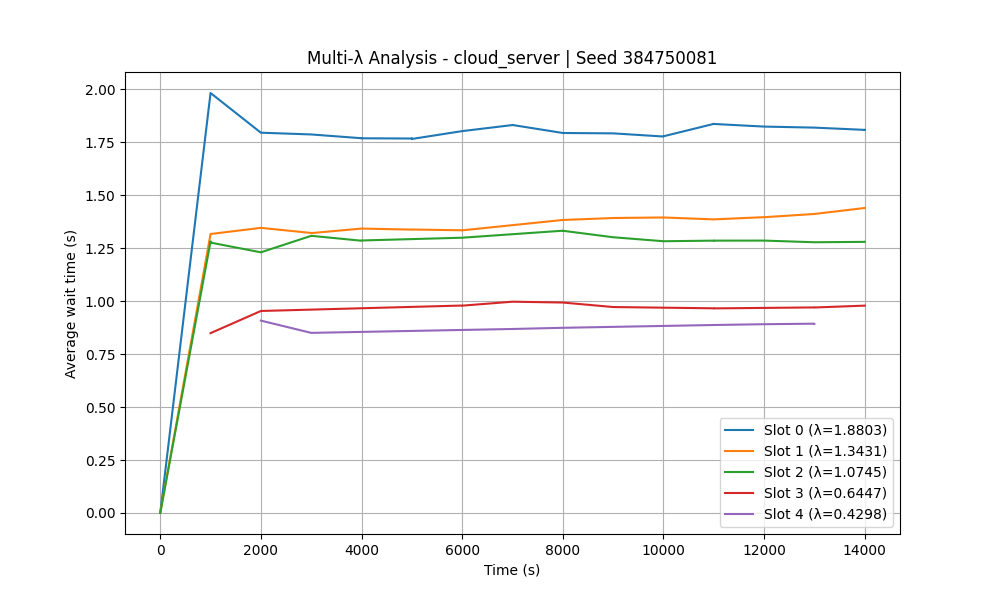 Multi-λ Analysis - cloud_server | Seed 384750081
2.00
1.75
1.50
1.25
1.00
0.75
0.50
0.25
0.00
Average wait time (s)
Slot 0 (λ=1.8803)
Slot 1 (λ=1.3431)
Slot 2 (λ=1.0745)
Slot 3 (λ=0.6447)
Slot 4 (λ=0.4298)
0 2000 4000 6000 8000 10000 12000 14000
Time (s)